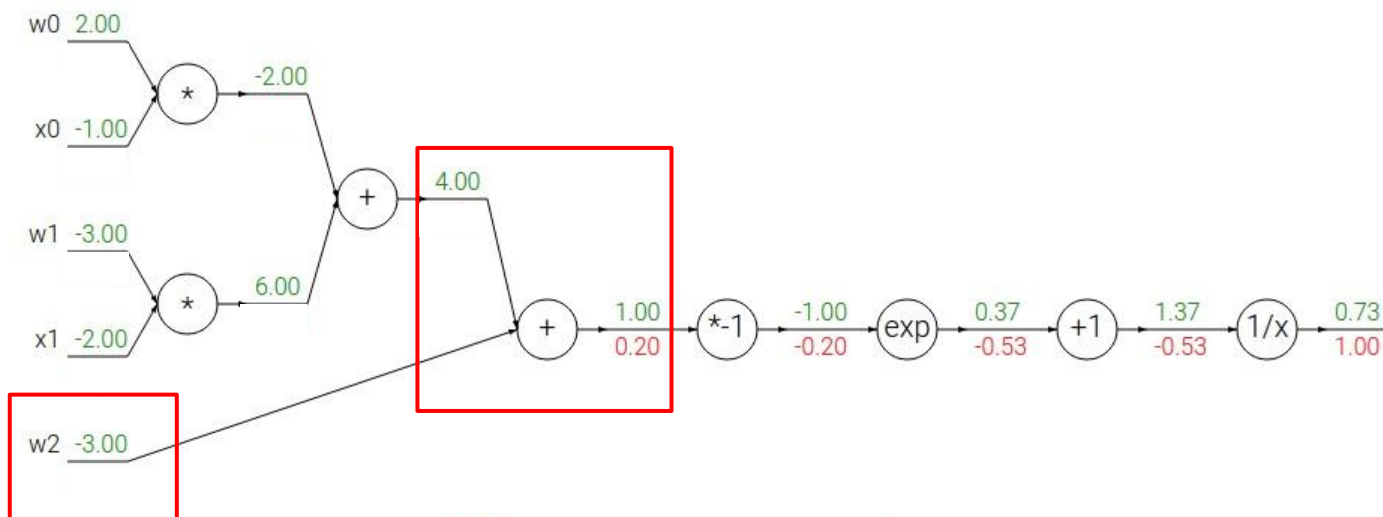 w0 2.00
-2.00
*
x0 -1.00
4.00
+
w1 -3.00
6.00
*
x1 -2.00
1.00 -1.00 0.37 1.37 0.73
+ *-1 exp +1 1/x
0.20 -0.20 -0.53 -0.53 1.00
w2 -3.00